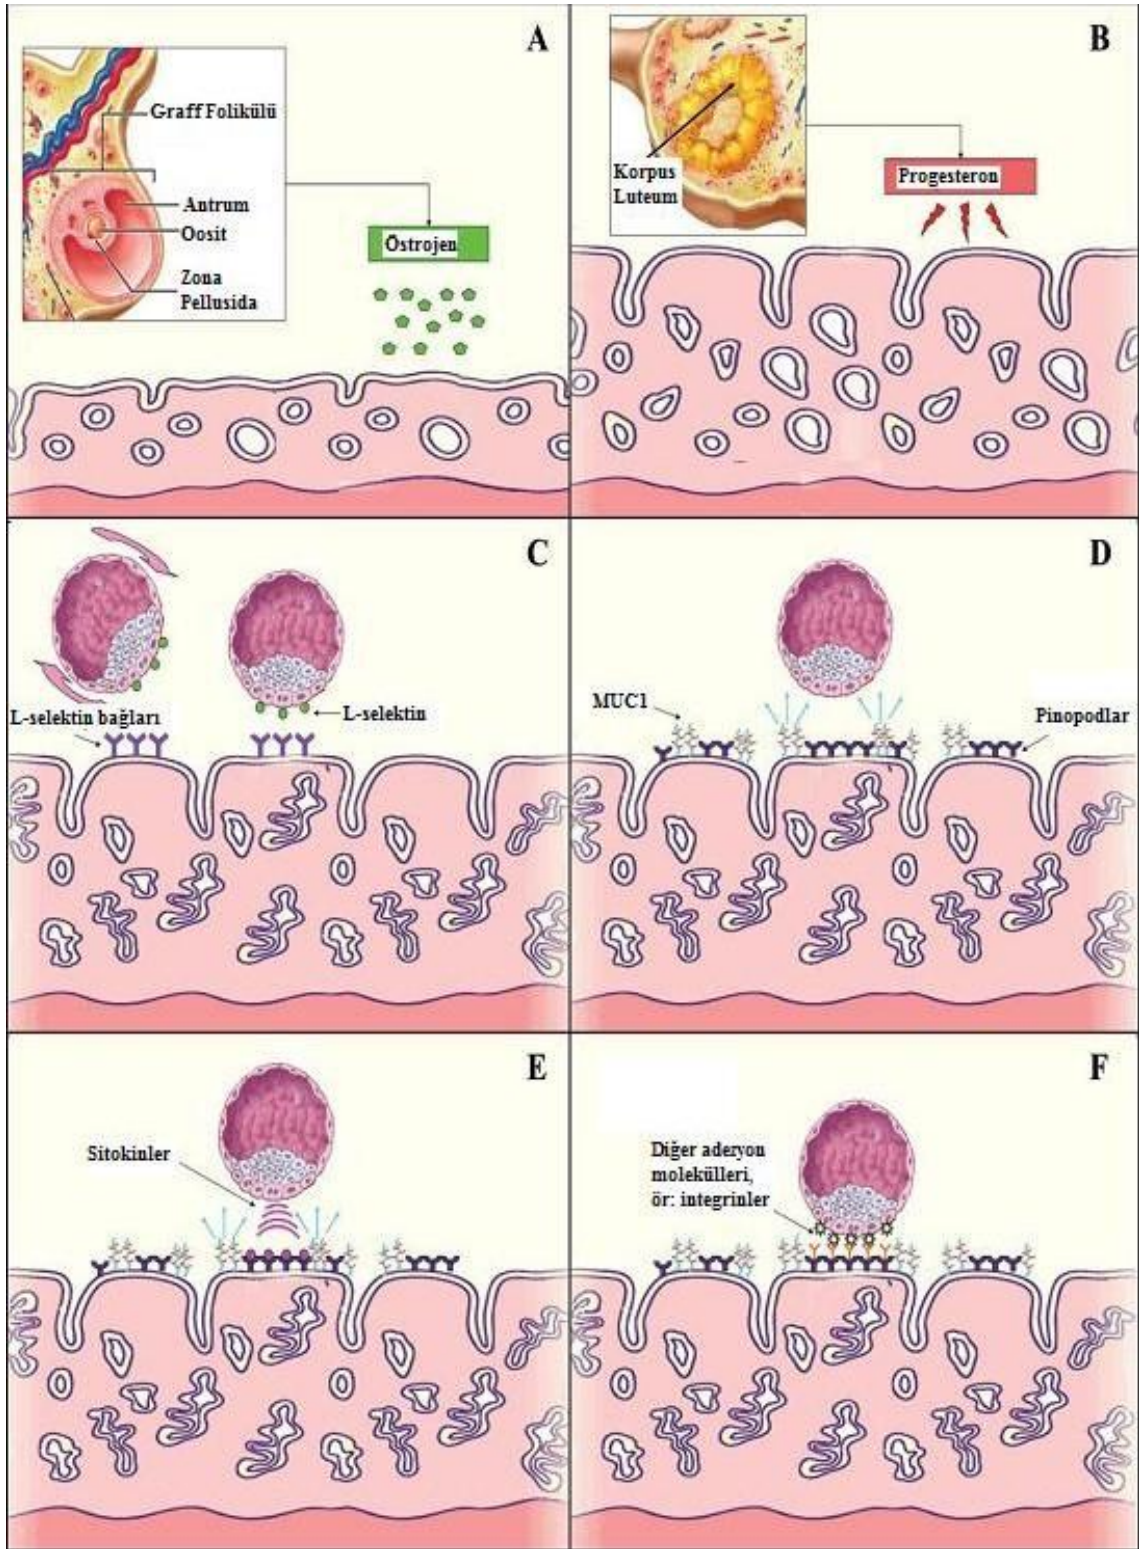 A
Graff Folikülü
Antrum
Oosit
Zona
Pellusida
Östrojen
B
Korpus
Luteum
Progesteron
C
L-selektin bağları
L-selektin
D
MUC1
Pinopodlar
E
Sitokinler
F
Diğer adezyon
molekülleri,
ör: integrinler